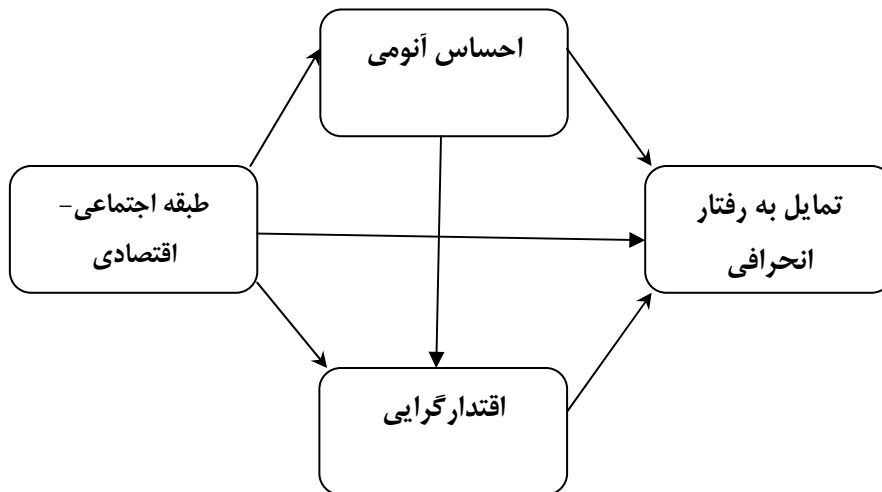 احساس آنومی
طبقه اجتماعی-
اقتصادی
تمایل به رفتار
انحرافی
اقتدارگرایی